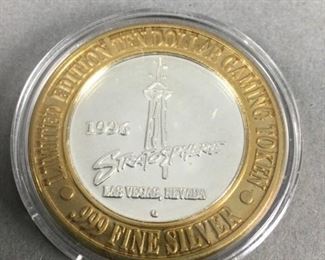 LIMITED EDITION TEN DOLLAR GAMING TOKEN
1996
STRATOSPHERE
LAS VEGAS, NEVADA
G
.999 FINE SILVER